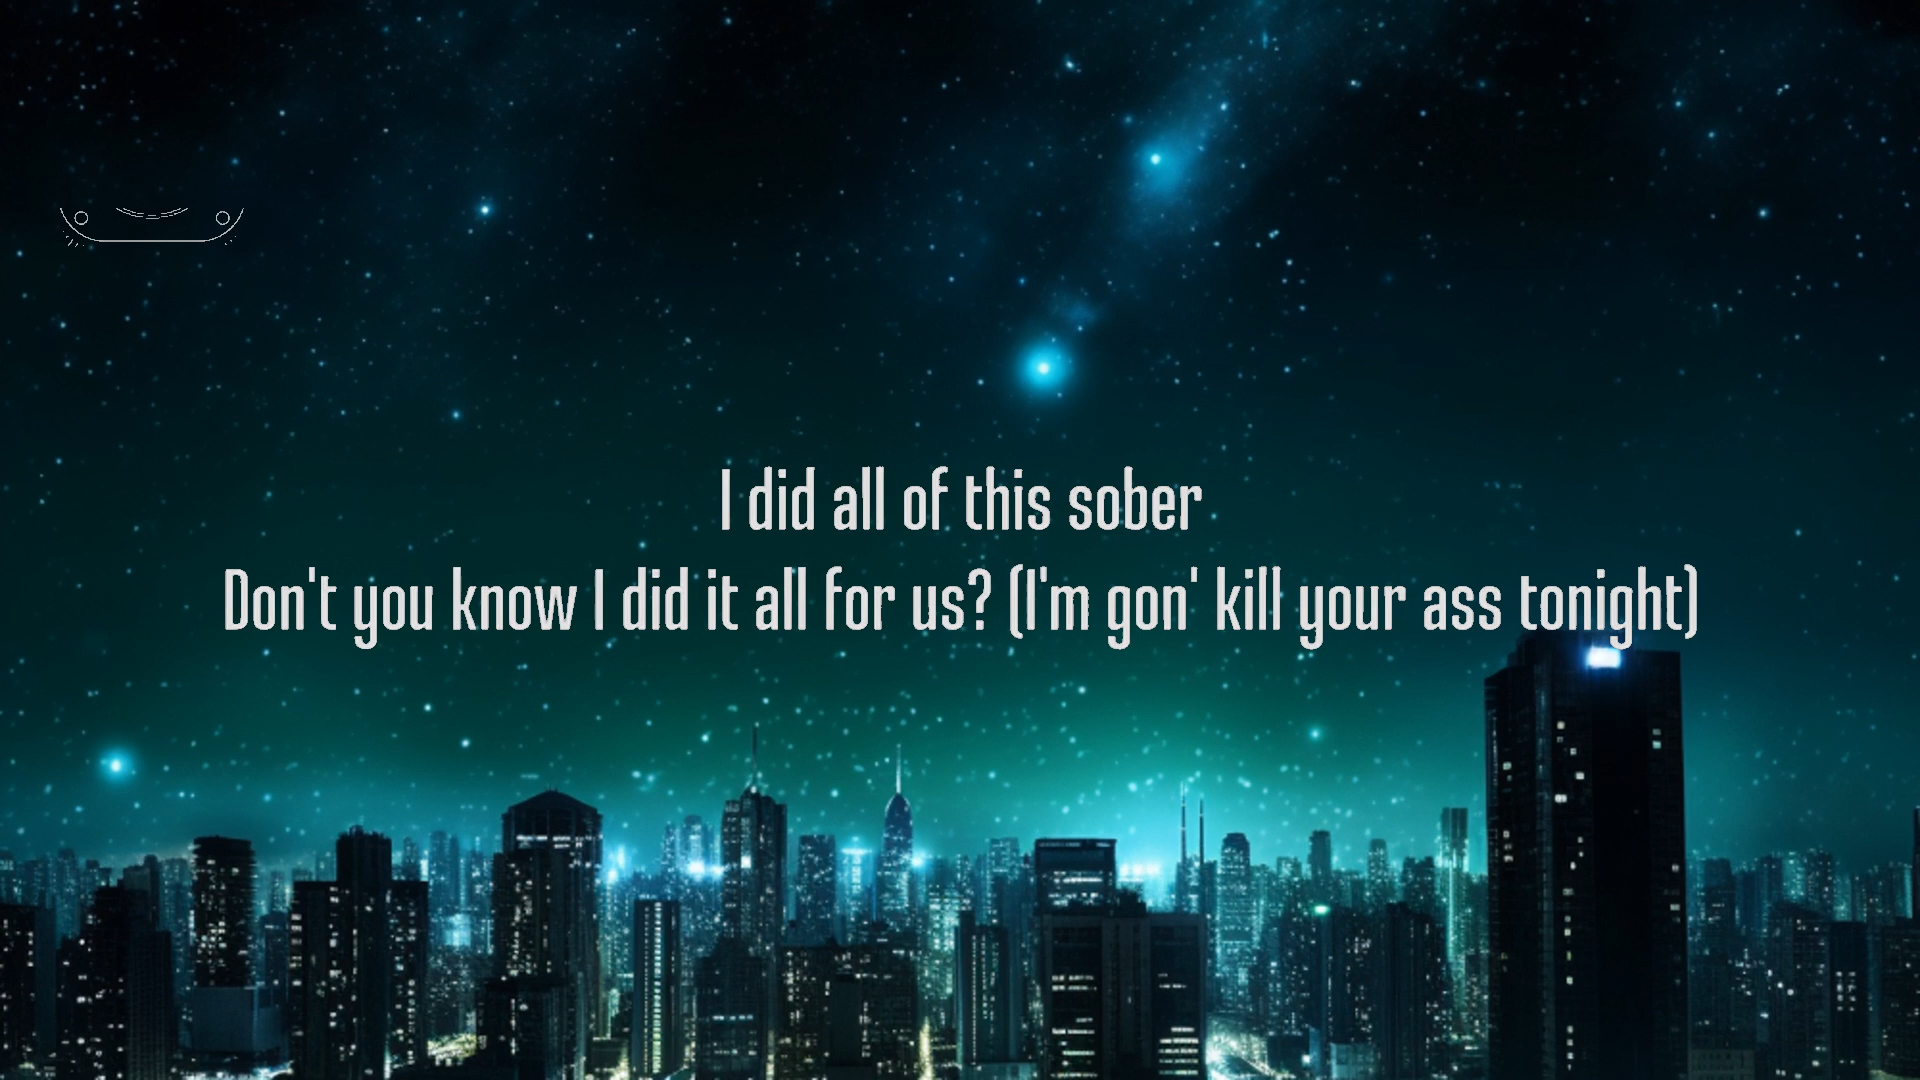 I did all of this sober
Don't you know I did it all for us? (I'm gon' kill your ass tonight)